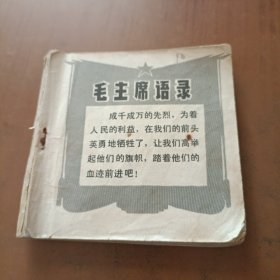 毛主席语录
成千成万的先烈，为着
人民的利益，在我们的前头
英勇地牺牲了，让我们高举
起他们的旗帜，踏着他们的
血迹前进吧！